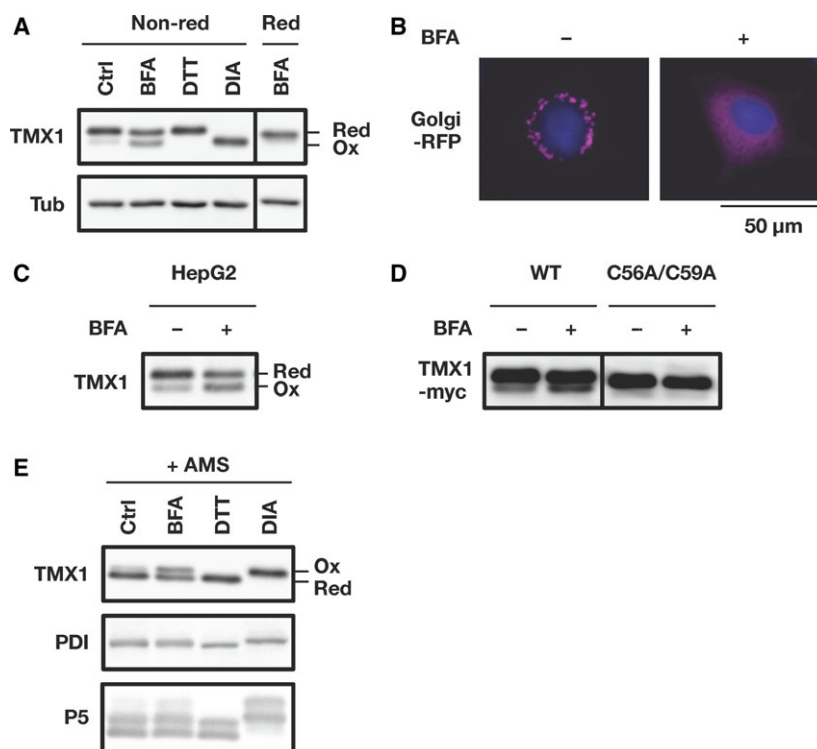 A
Non-red
Red
Ctrl
BFA
DTT
DIA
BFA
TMX1
Red
Ox
Tub
B
BFA
–
+
Golgi
-RFP
50 µm
C
HepG2
BFA
–
+
TMX1
Red
Ox
D
WT
C56A/C59A
BFA
–
+
–
+
TMX1
-myc
E
+ AMS
Ctrl
BFA
DTT
DIA
TMX1
Ox
Red
PDI
P5